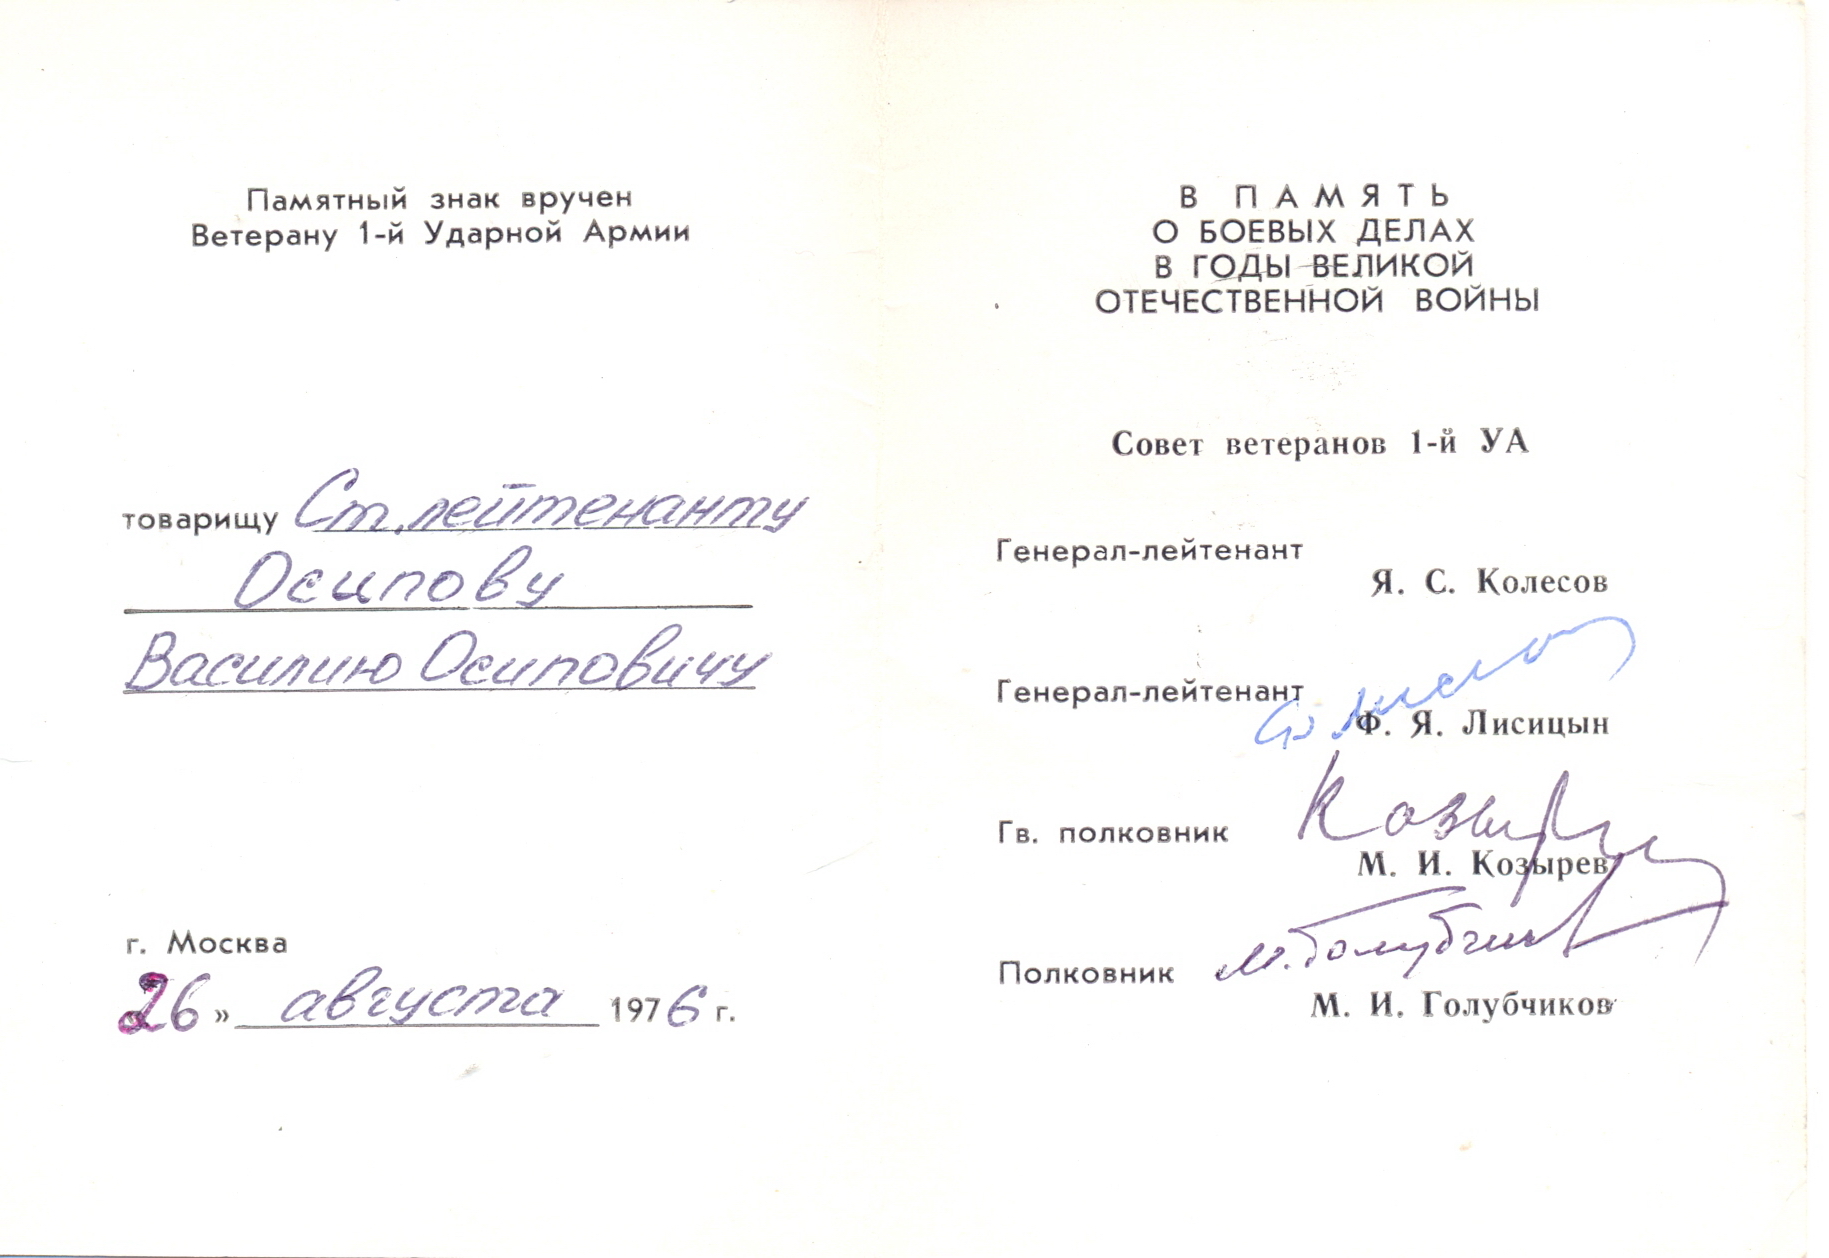 Памятный знак вручен
Ветерану 1-й Ударной Армии
товарищу Ст. лейтенанту
Осипову
Василию Осиповичу
г. Москва
26 » августа 1976 г.
В ПАМЯТЬ
О БОЕВЫХ ДЕЛАХ
В ГОДЫ ВЕЛИКОЙ
ОТЕЧЕСТВЕННОЙ ВОЙНЫ
Совет ветеранов 1-й УА
Генерал-лейтенант
Я. С. Колесов
Генерал-лейтенант
Ф. Я. Лисицын
Гв. полковник
М. И. Козырев
Полковник
М. И. Голубчиков